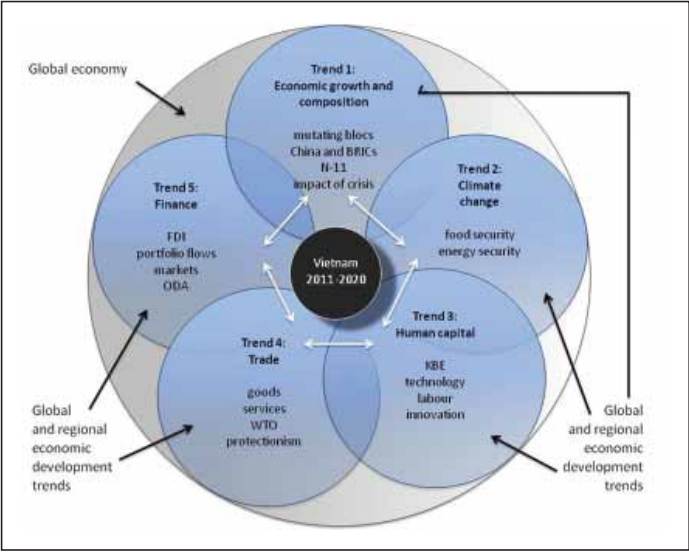 Global economy
Trend 1:
Economic growth and
composition
mutating blocs
China and BRICs
N-11
impact of crisis
Trend 2:
Climate
change
food security
energy security
Trend 5:
Finance
FDI
portfolio flows
markets
ODA
Vietnam
2011-2020
Trend 3:
Human capital
KBE
technology
labour
innovation
Trend 4:
Trade
goods
services
WTO
protectionism
Global
and regional
economic
development
trends
Global
and regional
economic
development
trends